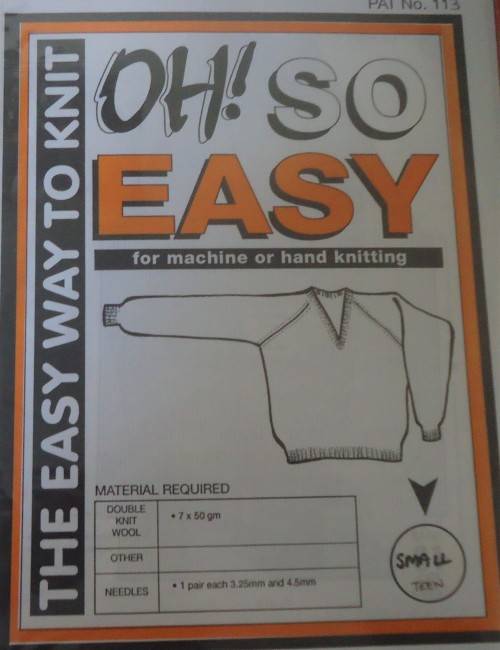 PAT No. 113
THE EASY WAY TO KNIT
OH! SO
EASY
for machine or hand knitting
MATERIAL REQUIRED
DOUBLE
KNIT
WOOL
• 7 x 50 gm
OTHER
NEEDLES
• 1 pair each 3.25mm and 4.5mm
SMALL
TEEN